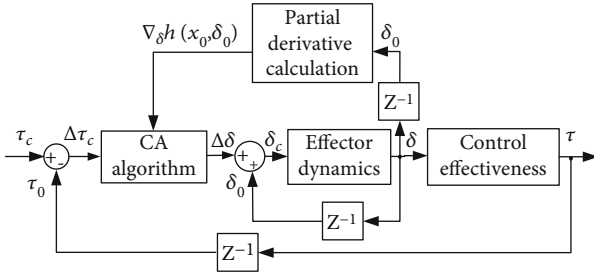 Partial
derivative
calculation
∇δh (x0,δ0)
δ0
Z−1
τc
+
-
Δτc
CA
algorithm
Δδ
+
+
δc
Effector
dynamics
δ
Control
effectiveness
τ
τ0
δ0
Z−1
Z−1